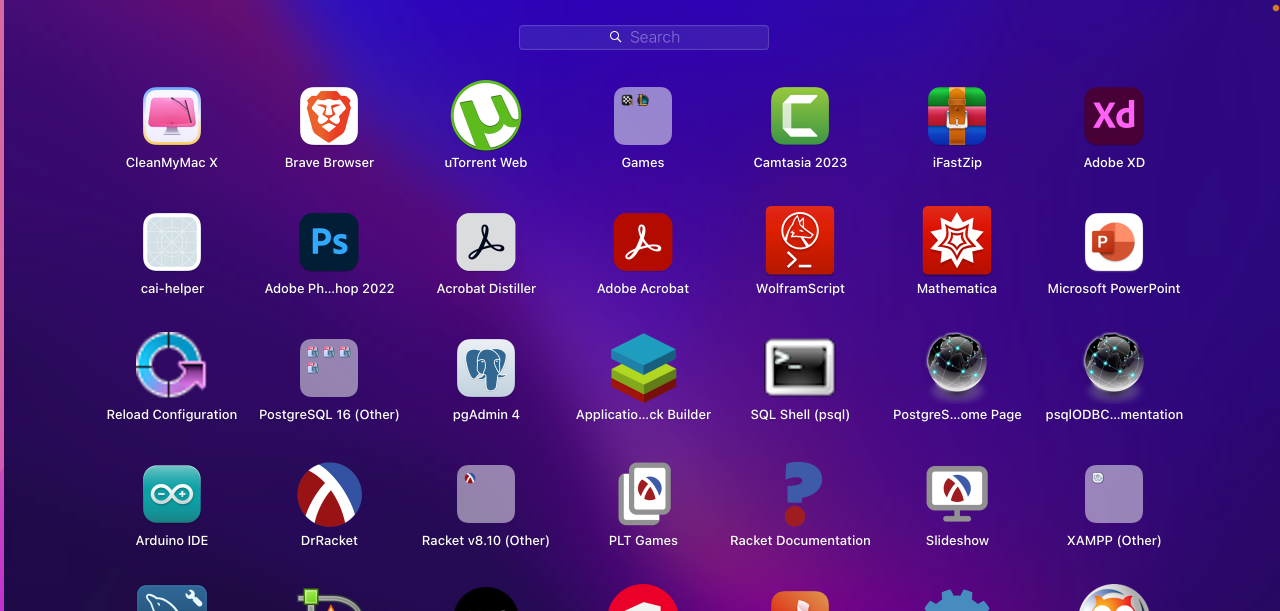 Search
CleanMyMac X
Brave Browser
uTorrent Web
Games
Camtasia 2023
iFastZip
Xd
Adobe XD
cai-helper
Ps
Adobe Ph...hop 2022
Acrobat Distiller
Adobe Acrobat
>_
WolframScript
Mathematica
P
Microsoft PowerPoint
Reload Configuration
PostgreSQL 16 (Other)
pgAdmin 4
Applicatio...ck Builder
>_
SQL Shell (psql)
PostgreS...ome Page
psqlODBC...mentation
Arduino IDE
DrRacket
Racket v8.10 (Other)
PLT Games
?
Racket Documentation
Slideshow
XAMPP (Other)